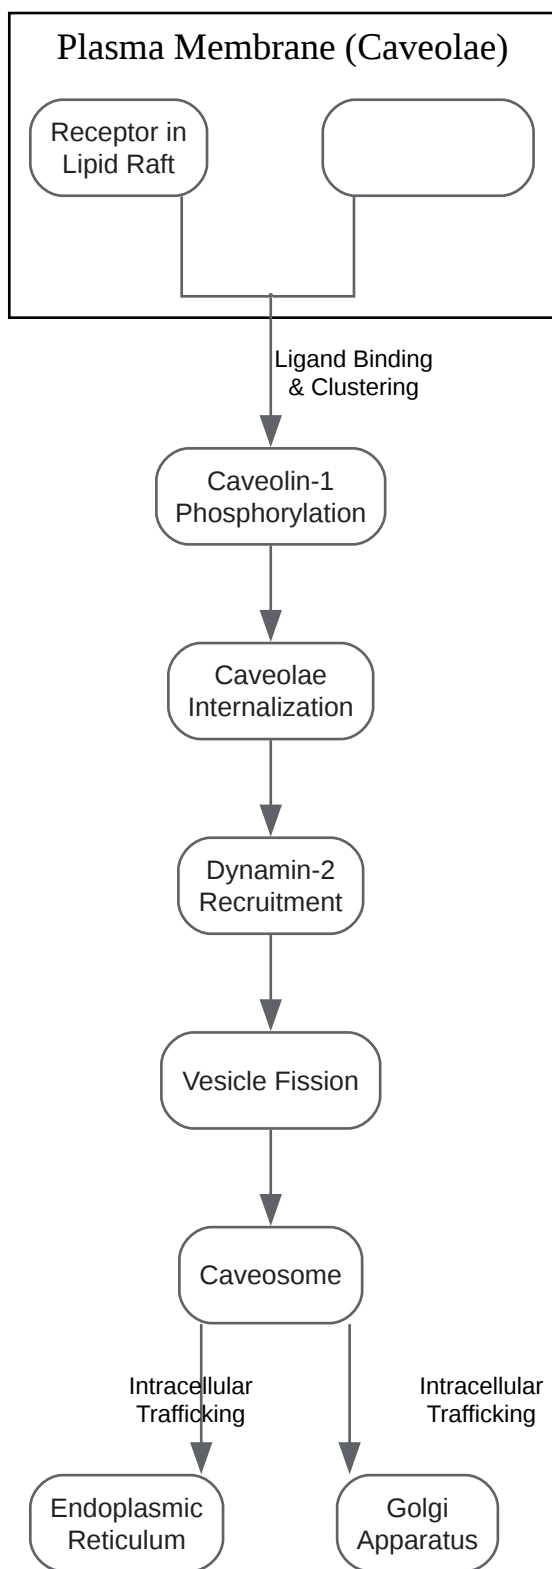 Plasma Membrane (Caveolae)
Receptor in
Lipid Raft
Ligand Binding
& Clustering
Caveolin-1
Phosphorylation
Caveolae
Internalization
Dynamin-2
Recruitment
Vesicle Fission
Caveosome
Intracellular
Trafficking
Intracellular
Trafficking
Endoplasmic
Reticulum
Golgi
Apparatus